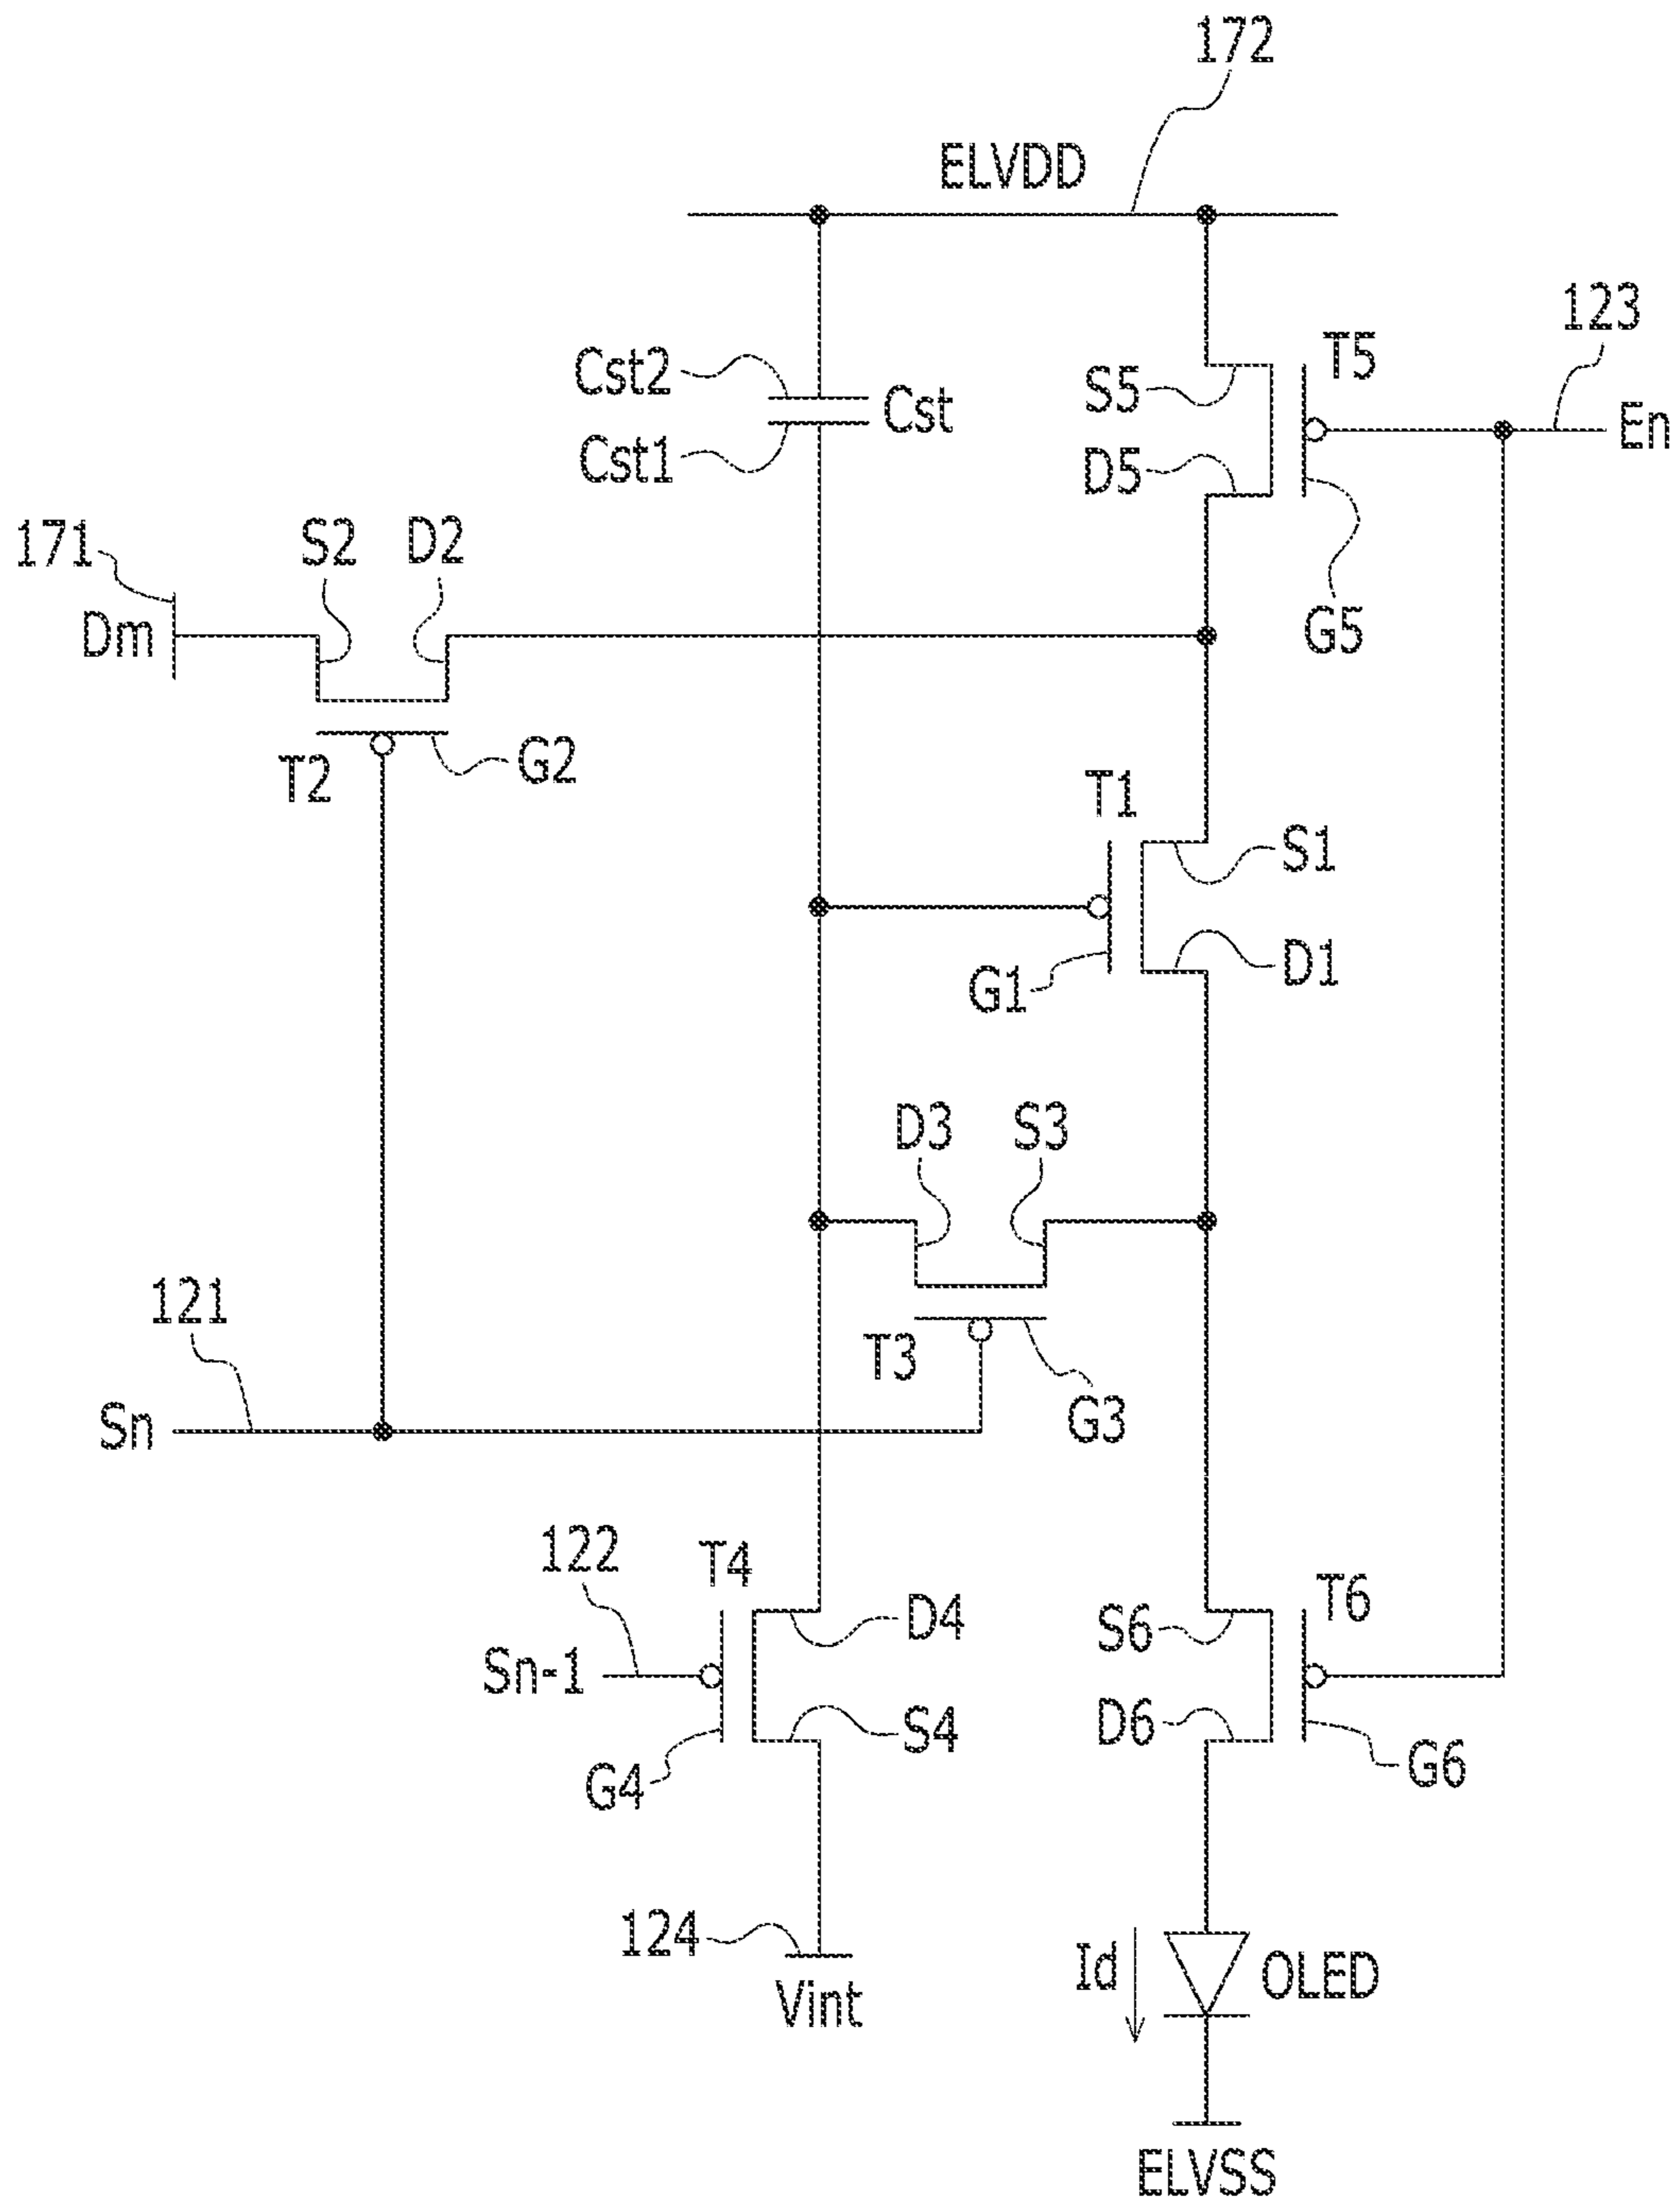 172
ELVDD
123
T5
Cst2
S5
Cst
En
Cst1
D5
171
S2
D2
Dm
G5
T2
G2
T1
S1
G1
D1
D3
S3
121
T3
Sn
G3
122
T4
T6
D4
S6
Sn-1
S4
D6
G4
G6
124
Id
OLED
Vint
ELVSS